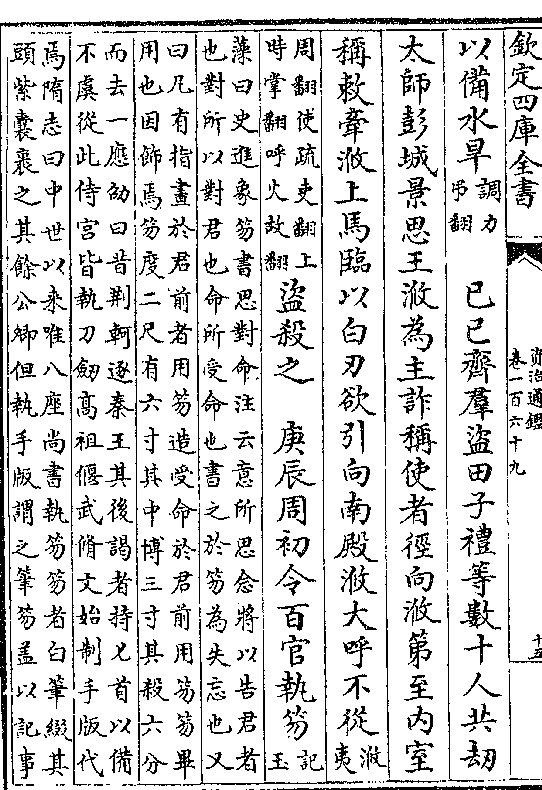 欽定四庫全書
資治通鑑
卷一百六十九
十五
以備水旱調力弔翻 己巳齊羣盜田子禮等數十人共刼
太師彭城景思王浟為主詐稱使者徑向浟第至內室
稱敕牽浟上馬臨以白刃欲引向南殿浟大呼不從浟夷
周翻使疏吏翻上時掌翻呼火故翻盜殺之 庚辰周初令百官執笏記玉
藻曰史進象笏書思對命注云意所思念將以告君者
也對所以對君也命所受命也書之於笏為失忘也又
曰凡有指畫於君前者用笏造受命於君前用笏笏畢
用也因飾焉笏度二尺有六寸其中博三寸其殺六分
而去一應劭曰昔荆軻逐秦王其後謁者持匕首以備
不虞從此侍官皆執刀劒高祖偃武脩文始制手版代
焉隋志曰中世以來唯八座尚書執笏笏者白筆綴其
頭紫囊裹之其餘公卿但執手版謂之筆笏盖以記事